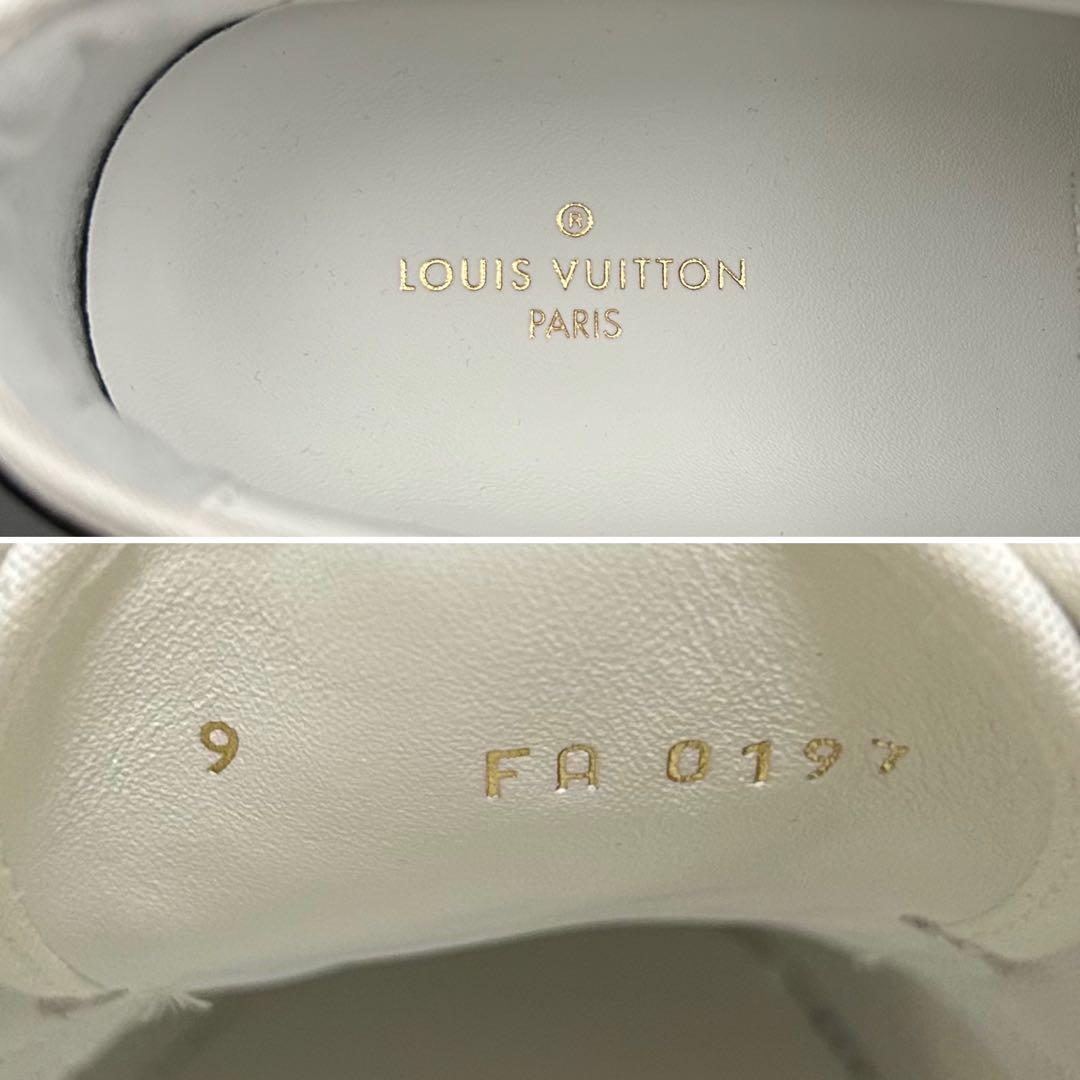 ®
LOUIS VUITTON
PARIS
9 FA 0197